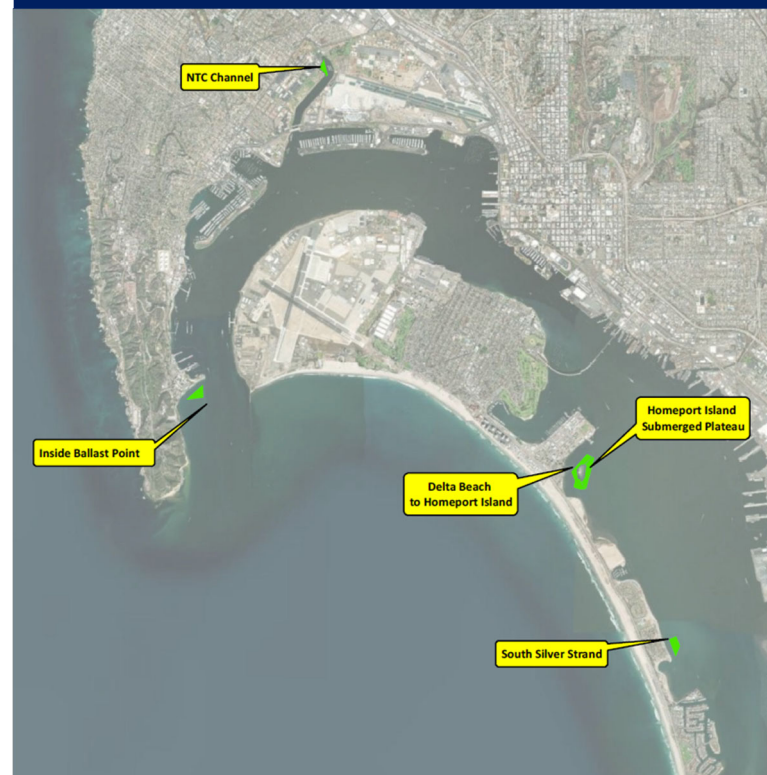 NTC Channel
Homeport Island
Submerged Plateau
Inside Ballast Point
Delta Beach
to Homeport Island
South Silver Strand